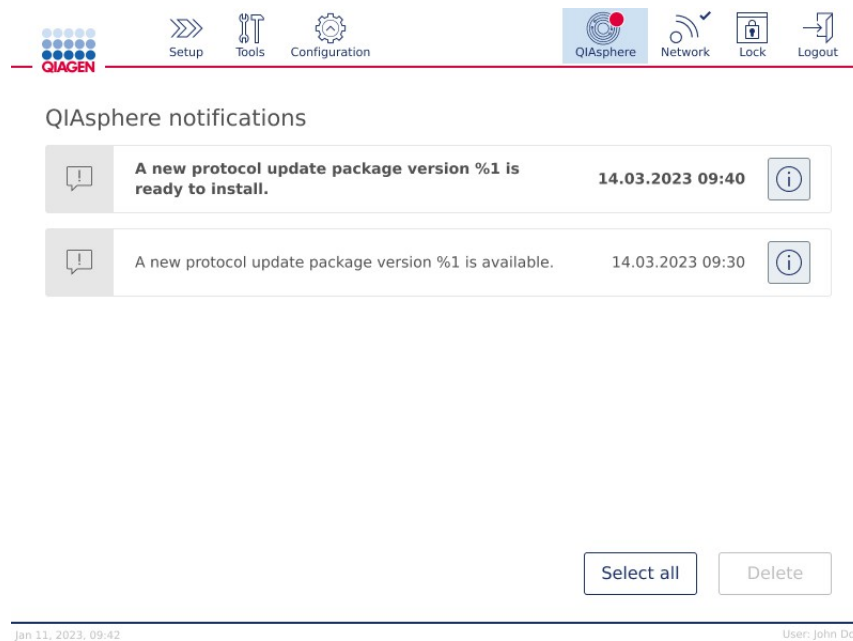 QIAGEN
Setup
Tools
Configuration
QIAsphere
Network
Lock
Logout
QIAsphere notifications
A new protocol update package version %1 is
ready to install.
14.03.2023 09:40
A new protocol update package version %1 is available.
14.03.2023 09:30
Select all
Delete
Jan 11, 2023, 09:42
User: John Do